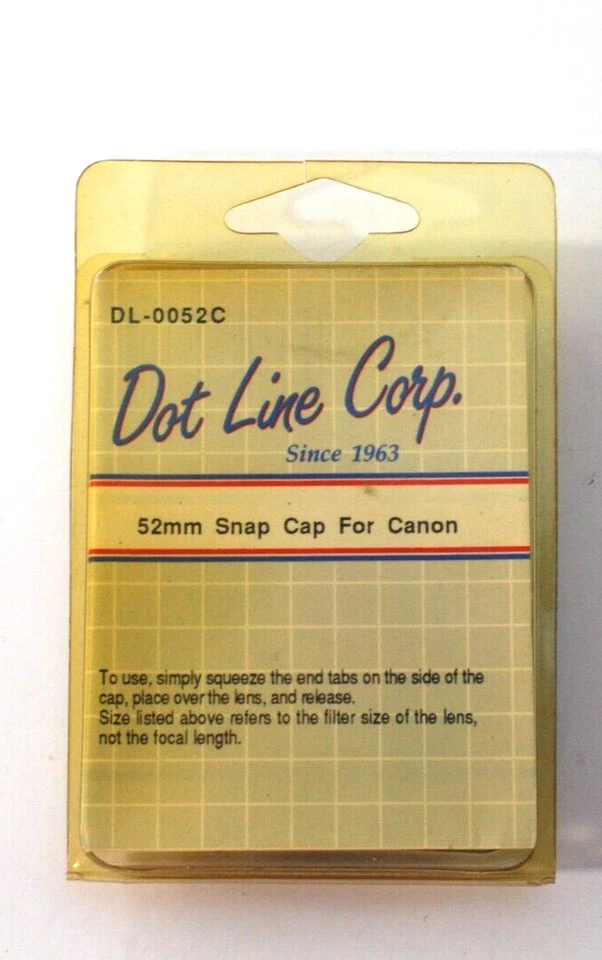 DL-0052C
Dot Line Corp.
Since 1963
52mm Snap Cap For Canon
To use, simply squeeze the end tabs on the side of the
cap, place over the lens, and release.
Size listed above refers to the filter size of the lens,
not the focal length.